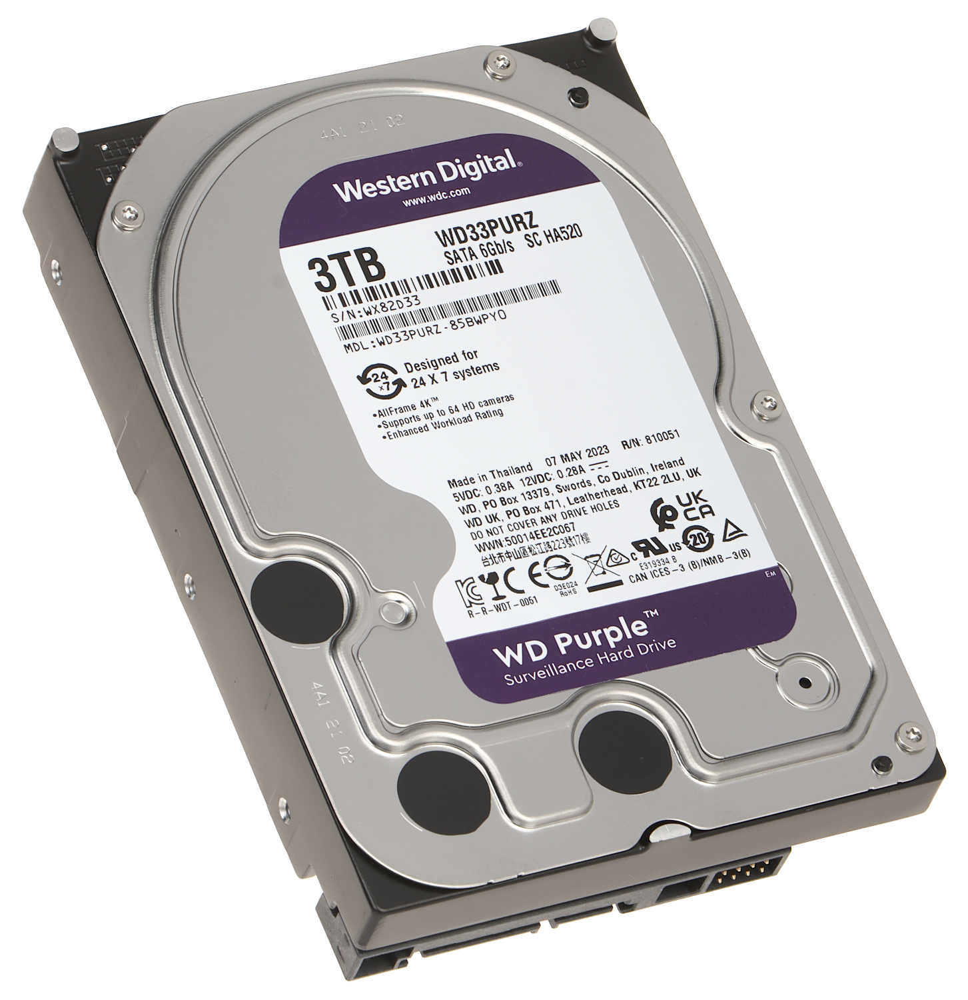 4A1 21 02
Western Digital®
www.wdc.com
3TB
WD33PURZ
SATA 6Gb/s SC HA520
S/N:WX82D33
MDL:WD33PURZ-85BWPY0
24
x7
Designed for
24 X 7 systems
•AllFrame 4K™
•Supports up to 64 HD cameras
•Enhanced Workload Rating
Made in Thailand 07 MAY 2023 R/N: 810051
5VDC: 0.38A 12VDC: 0.28A
WD, PO Box 13379, Swords, Co Dublin, Ireland
WD UK, PO Box 471, Leatherhead, KT22 2LU, UK
DO NOT COVER ANY DRIVE HOLES
WWN:50014EE2C067
台北市中山區松江路223號17樓
UK
CA
C UR US
20
E319334 B
CE
D3E024
RoHS
CAN ICES-3 (B)/NMB-3(B)
R-R-WDT-0051
EM
WD Purple™
Surveillance Hard Drive
4A1 21 02